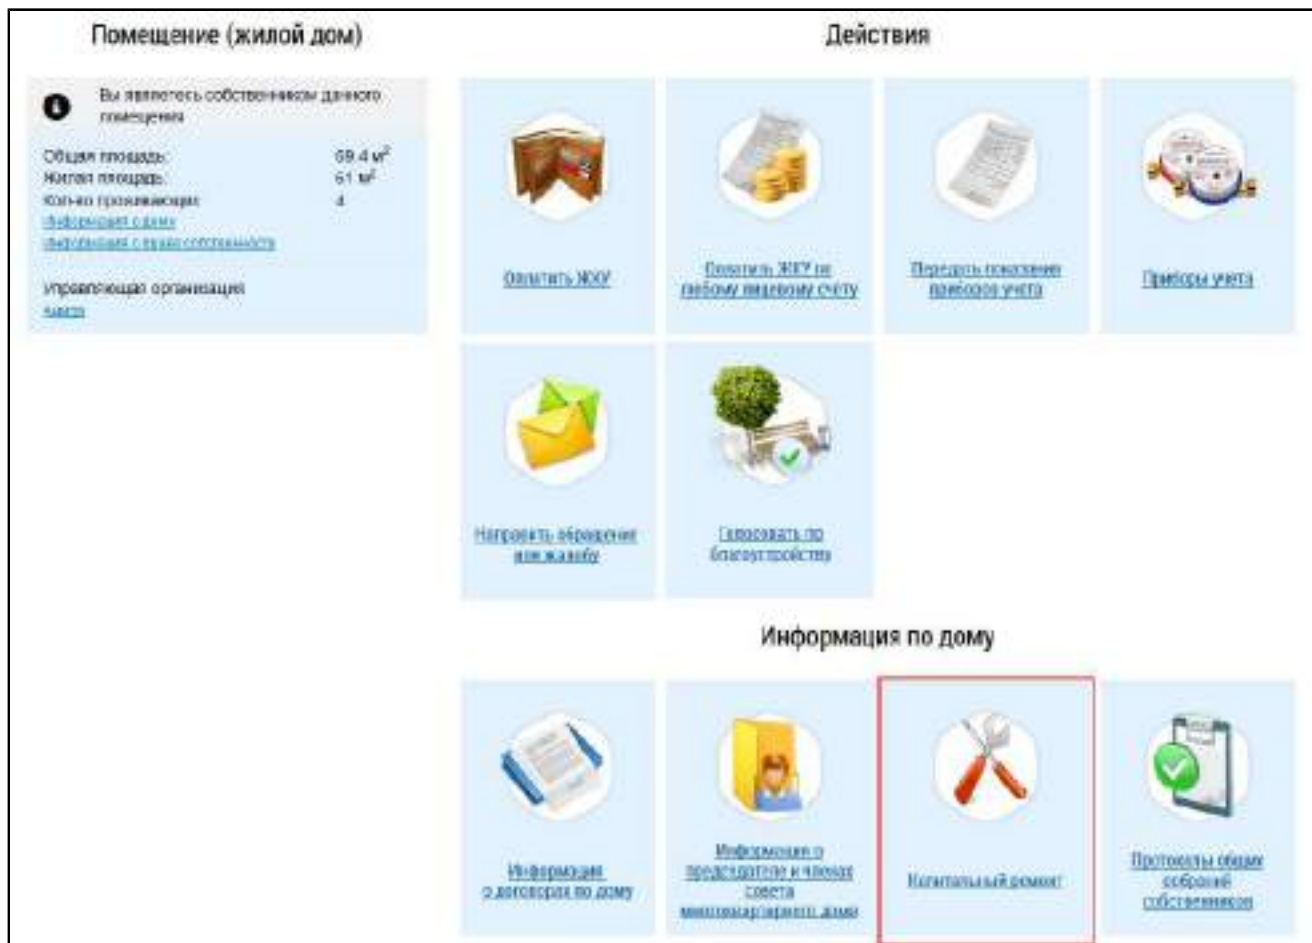 Помещение (жилой дом)
Вы являетесь собственником данного
помещения
Общая площадь:
69.4 м²
Жилая площадь:
61 м²
Кол-во проживающих
4
Информация о доме
Информация о праве собственности
Управляющая организация
Действия
Оплатить ЖКУ
Оплатить ЖКУ по
любому лицевому счету
Передать показания
приборов учета
Приборы учета
Направить обращение
или жалобу
Голосовать по
благоустройству
Информация по дому
Информация
о договорах по дому
Информация о
председателе и членах
совета
многоквартирного дома
Капитальный ремонт
Протоколы общих
собраний
собственников